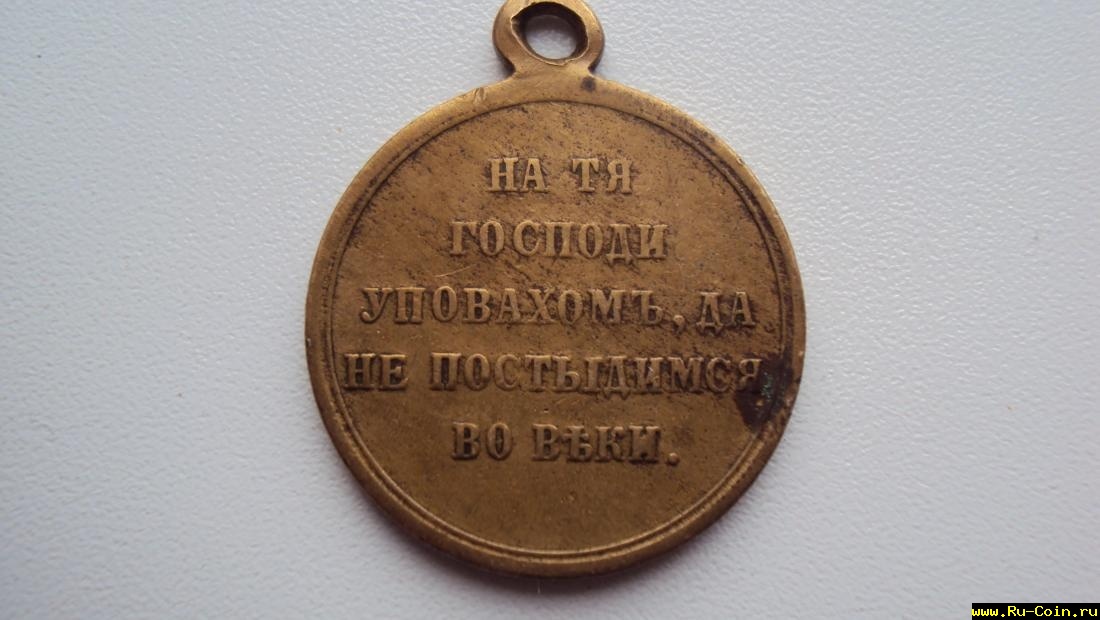 НА ТЯ
ГОСПОДИ
УПОВАХОМЪ, ДА
НЕ ПОСТЫДИМСЯ
ВО ВѢКИ.
www.Ru-Coin.ru